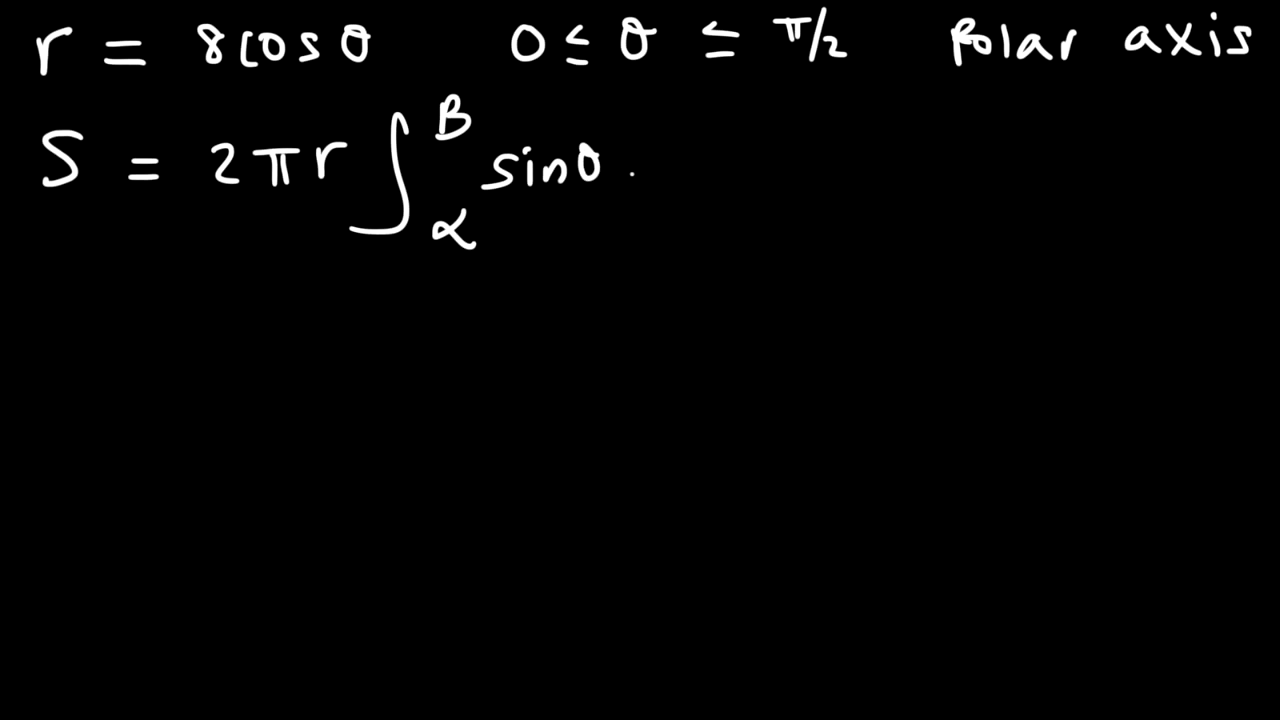 r = 8cosθ 0 ≤ θ ≤ π/2 Polar axis
S = 2πr ∫_α^β sinθ .